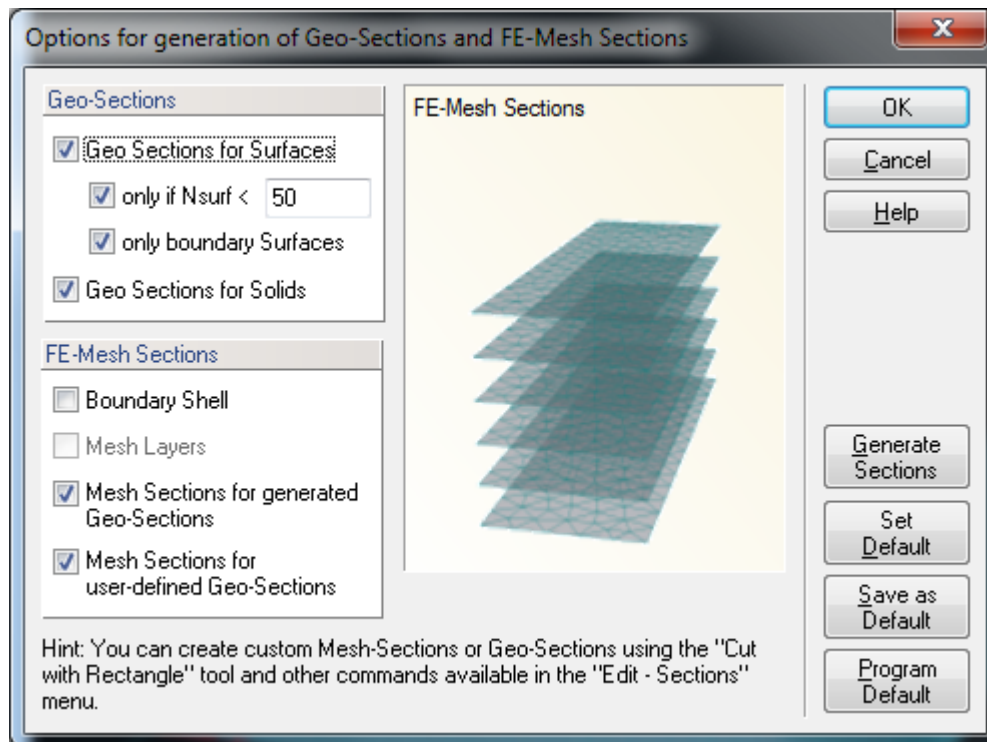 Options for generation of Geo-Sections and FE-Mesh Sections
Geo-Sections
Geo Sections for Surfaces
only if Nsurf < 50
only boundary Surfaces
Geo Sections for Solids
FE-Mesh Sections
Boundary Shell
Mesh Layers
Mesh Sections for generated
Geo-Sections
Mesh Sections for
user-defined Geo-Sections
FE-Mesh Sections
Hint: You can create custom Mesh-Sections or Geo-Sections using the "Cut
with Rectangle" tool and other commands available in the "Edit - Sections"
menu.
OK
Cancel
Help
Generate
Sections
Set
Default
Save as
Default
Program
Default